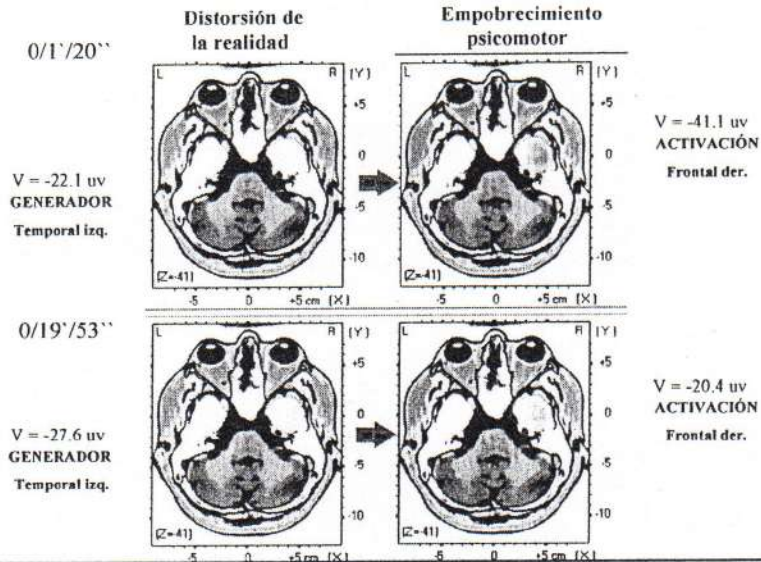 Distorsión de
la realidad
Empobrecimiento
psicomotor
0/1`/20``
L R [Y]
+5
0
-5
-10
[Z=-41]
-5 0 +5 cm [X]
L R [Y]
+5
0
-5
-10
[Z=-41]
-5 0 +5 cm [X]
V = -22.1 uv
GENERADOR
Temporal izq.
V = -41.1 uv
ACTIVACIÓN
Frontal der.
0/19`/53``
L R [Y]
+5
0
-5
-10
[Z=-41]
-5 0 +5 cm [X]
L R [Y]
+5
0
-5
-10
[Z=-41]
-5 0 +5 cm [X]
V = -27.6 uv
GENERADOR
Temporal izq.
V = -20.4 uv
ACTIVACIÓN
Frontal der.